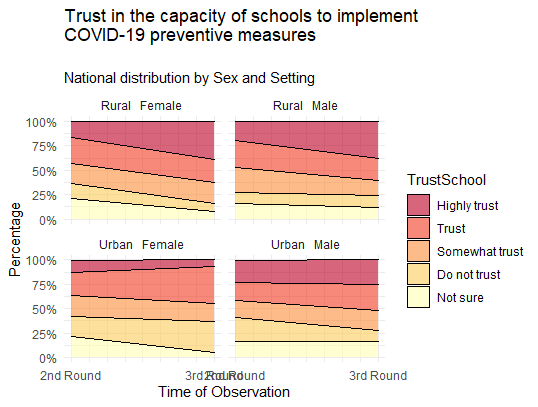 Trust in the capacity of schools to implement
COVID-19 preventive measures
National distribution by Sex and Setting
Rural Female
Rural Male
100%
75%
50%
25%
0%
Urban Female
Urban Male
100%
75%
50%
25%
0%
2nd Round
3rd Round
2nd Round
3rd Round
Time of Observation
Percentage
TrustSchool
Highly trust
Trust
Somewhat trust
Do not trust
Not sure